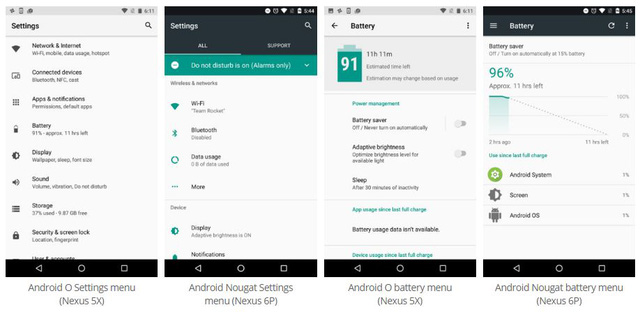 6:11
Settings
Network & Internet
Wi-Fi, mobile, data usage, hotspot
Connected devices
Bluetooth, NFC, cast
Apps & notifications
Permissions, default apps
Battery
91% - approx. 11 hrs left
Display
Wallpaper, sleep, font size
Sound
Volume, vibration, Do not disturb
Storage
37% used - 9.87 GB free
Security & screen lock
Location, fingerprint
Users & accounts
Android O Settings menu
(Nexus 5X)
5:44
Settings
ALL
SUPPORT
Do not disturb is on (Alarms only)
Wireless & networks
Wi-Fi
"Team Rocket"
Bluetooth
Disabled
Data usage
0 B of data used
More
Device
Display
Adaptive brightness is ON
Notifications
Android Nougat Settings
menu (Nexus 6P)
6:11
Battery
91
11h 11m
Estimated time left
Estimation may change based on usage
Power management
Battery saver
Off / Never turn on automatically
Adaptive brightness
Optimize brightness level for
available light
Sleep
After 30 minutes of inactivity
App usage since last full charge
Battery usage data isn't available.
Device usage since last full charge
Android O battery menu
(Nexus 5X)
5:45
Battery
Battery saver
Off / Turn on automatically at 15% battery
96%
Approx. 11 hrs left
100%
50%
0%
2 hrs ago
11 hrs left
Use since last full charge
Android System
1%
Screen
1%
Android OS
1%
Android Nougat battery menu
(Nexus 6P)